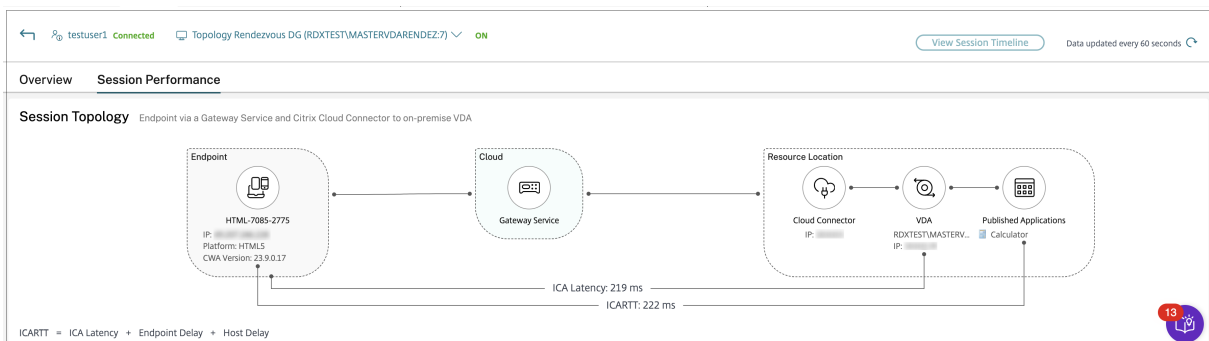 testuser1 Connected Topology Rendezvous DG (RDXTEST\MASTERVDARENDEZ:7) ON
View Session Timeline Data updated every 60 seconds
Overview Session Performance
Session Topology Endpoint via a Gateway Service and Citrix Cloud Connector to on-premise VDA
Endpoint
HTML-7085-2775
IP:
Platform: HTML5
CWA Version: 23.9.0.17
Cloud
Gateway Service
Resource Location
Cloud Connector
IP:
VDA
RDXTEST\MASTERV...
IP:
Published Applications
Calculator
ICA Latency: 219 ms
ICARTT: 222 ms
13
ICARTT = ICA Latency + Endpoint Delay + Host Delay